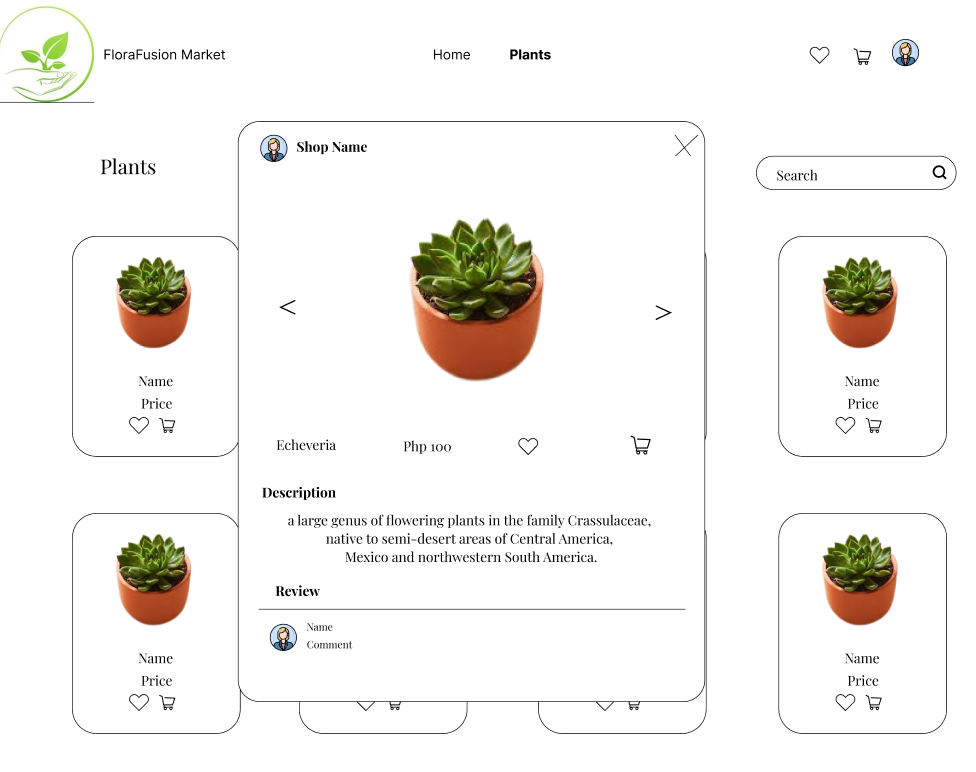 FloraFusion Market
Home
Plants
Plants
Search
Shop Name
<
>
Echeveria
Php 100
Description
a large genus of flowering plants in the family Crassulaceae,
native to semi-desert areas of Central America,
Mexico and northwestern South America.
Review
Name
Comment
Name
Price
Name
Price
Name
Price
Name
Price